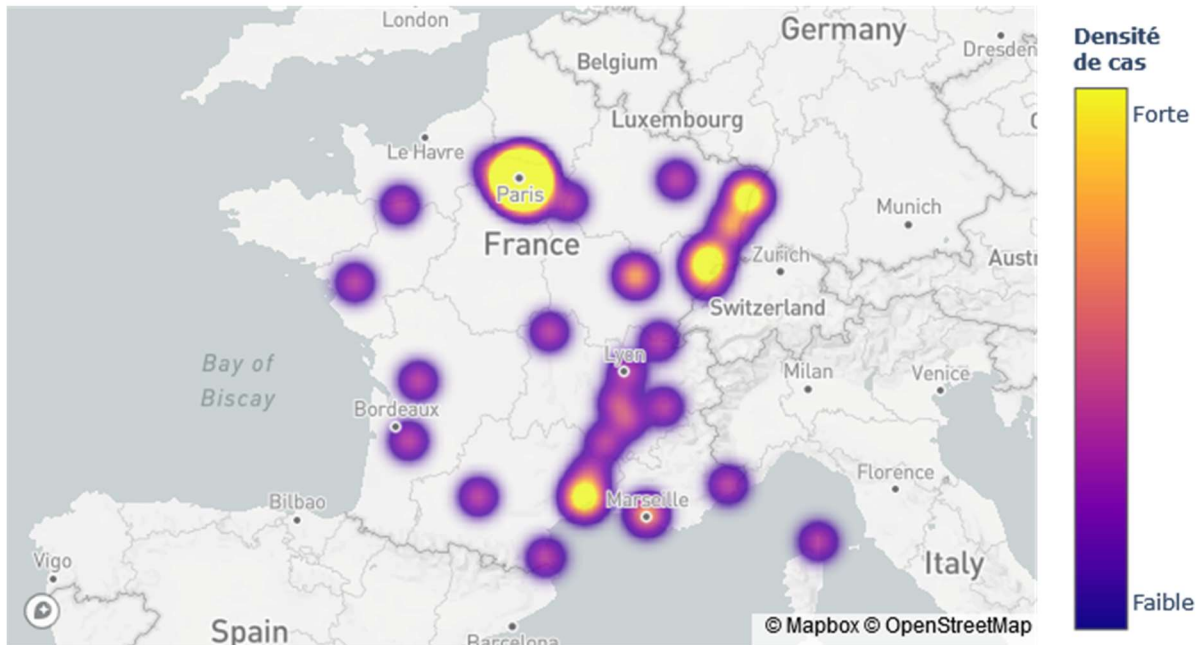 London
Germany
Dresden
Belgium
Luxembourg
Le Havre
Paris
Munich
France
Zurich
Switzerland
Lyon
Milan
Venice
Bay of
Biscay
Bordeaux
Florence
Marseille
Bilbao
Vigo
Italy
Spain
Barcelona
© Mapbox © OpenStreetMap
Densité
de cas
Forte
Faible